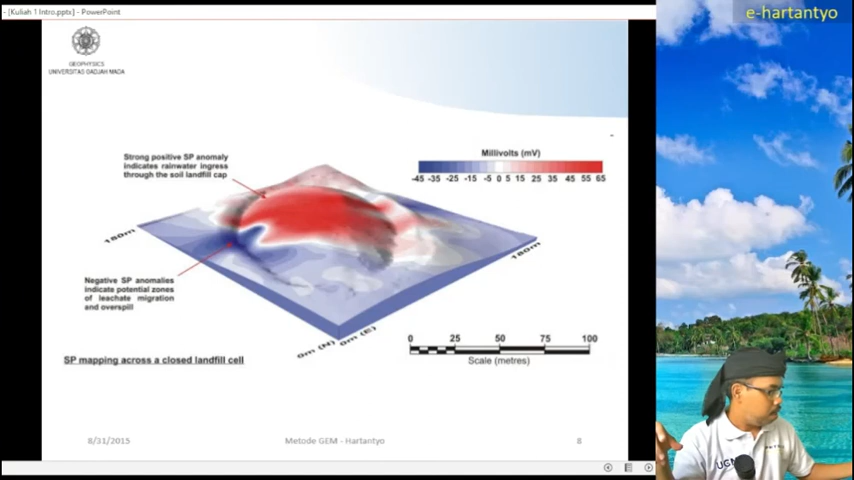 - [Kuliah 1 Intro.pptx] - PowerPoint
e-hartantyo
GEOPHYSICS
UNIVERSITAS GADJAH MADA
Strong positive SP anomaly
indicates rainwater ingress
through the soil landfill cap
Millivolts (mV)
-45 -35 -25 -15 -5 0 5 15 25 35 45 55 65
180m
180m
Negative SP anomalies
indicate potential zones
of leachate migration
and overspill
0m (N) 0m (E)
0 25 50 75 100
Scale (metres)
SP mapping across a closed landfill cell
UGM
8/31/2015 Metode GEM - Hartantyo 8